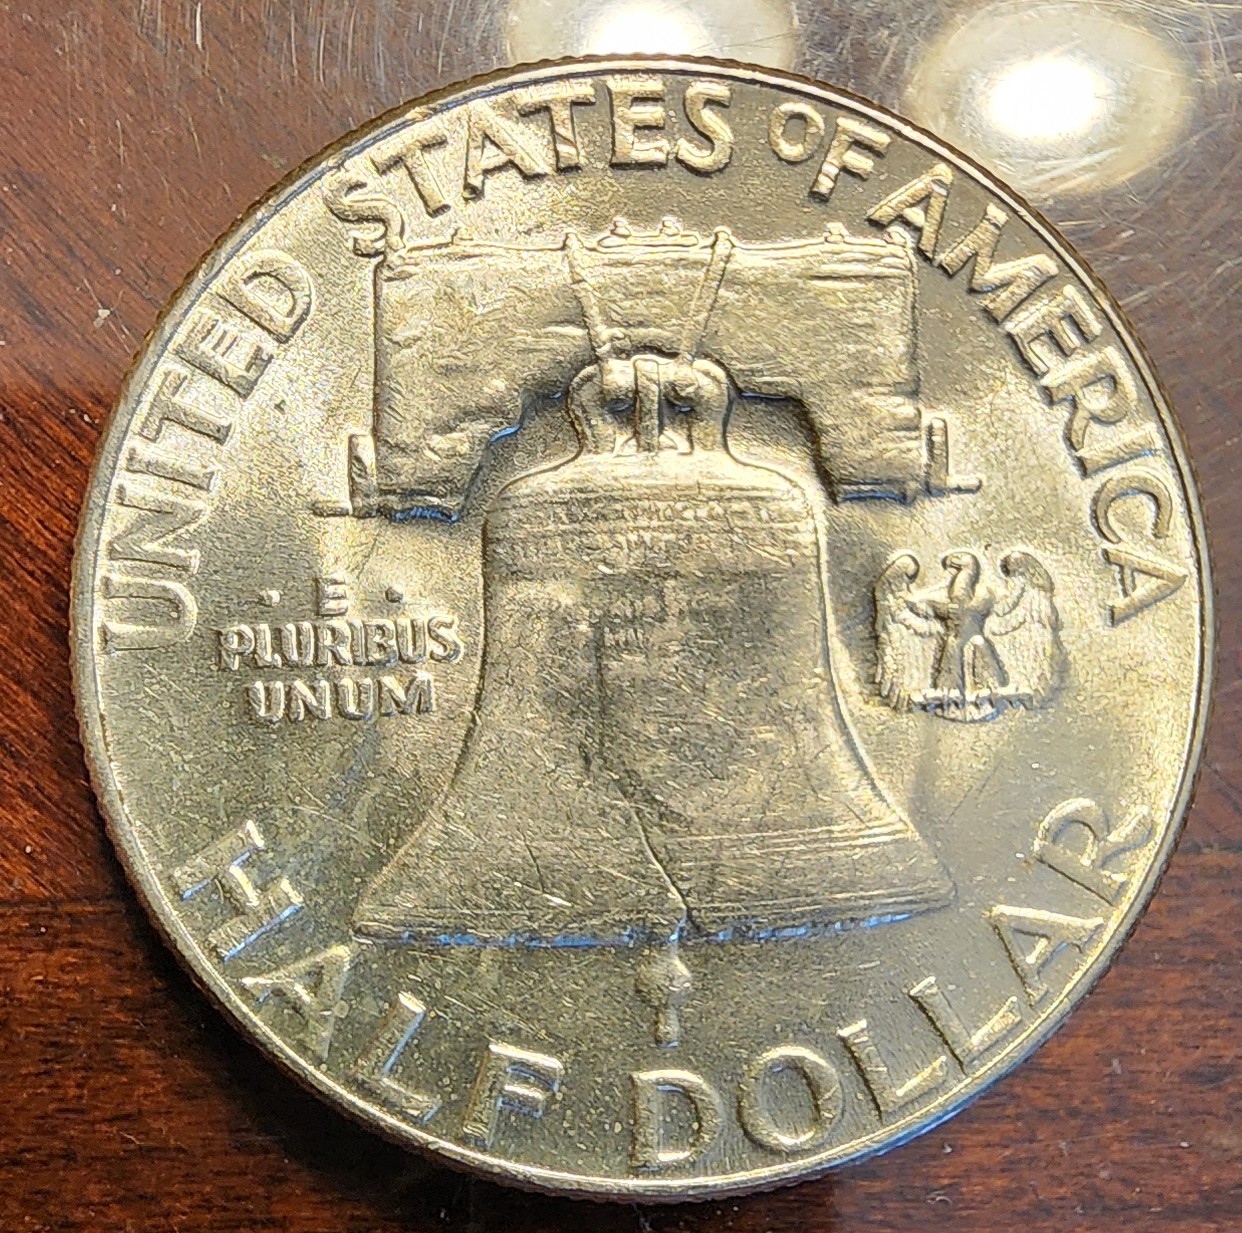 UNITED STATES OF AMERICA
· E ·
PLURIBUS
UNUM
HALF DOLLAR